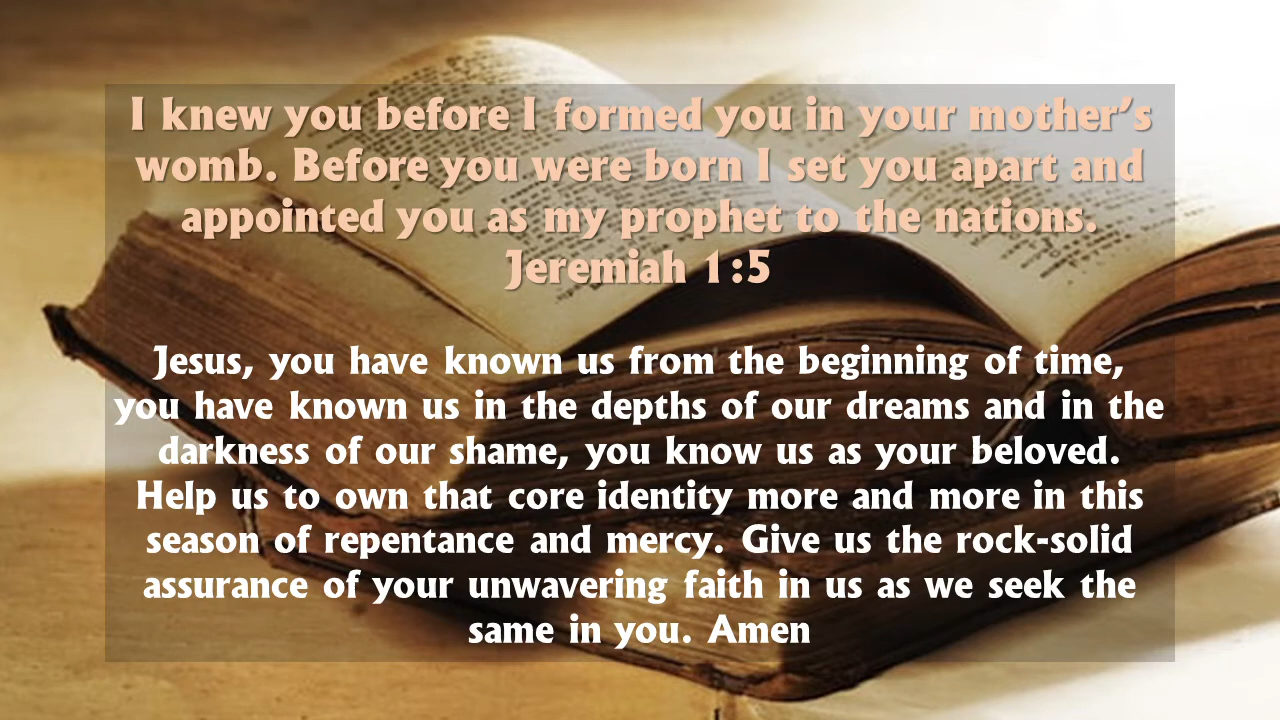 I knew you before I formed you in your mother’s
womb. Before you were born I set you apart and
appointed you as my prophet to the nations.
Jeremiah 1:5
Jesus, you have known us from the beginning of time,
you have known us in the depths of our dreams and in the
darkness of our shame, you know us as your beloved.
Help us to own that core identity more and more in this
season of repentance and mercy. Give us the rock-solid
assurance of your unwavering faith in us as we seek the
same in you. Amen